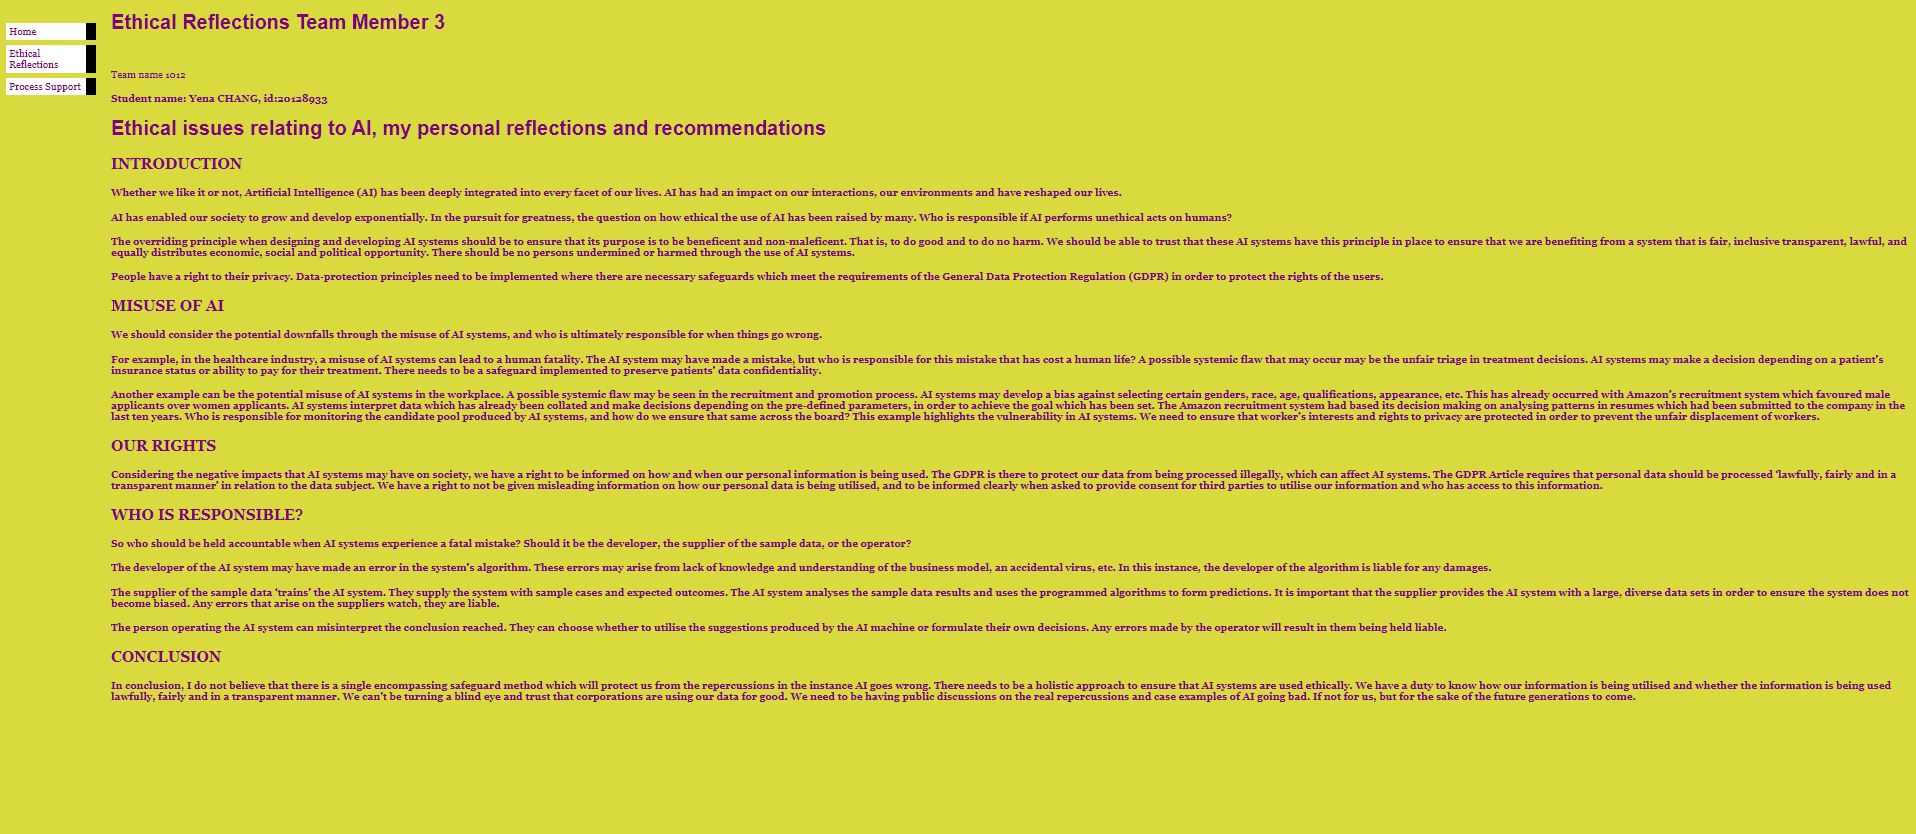 Home
Ethical
Reflections
Process Support
Ethical Reflections Team Member 3
Team name 1012
Student name: Yena CHANG, id:20128933
Ethical issues relating to AI, my personal reflections and recommendations
INTRODUCTION
Whether we like it or not, Artificial Intelligence (AI) has been deeply integrated into every facet of our lives. AI has had an impact on our interactions, our environments and have reshaped our lives.
AI has enabled our society to grow and develop exponentially. In the pursuit for greatness, the question on how ethical the use of AI has been raised by many. Who is responsible if AI performs unethical acts on humans?
The overriding principle when designing and developing AI systems should be to ensure that its purpose is to be beneficent and non-maleficent. That is, to do good and to do no harm. We should be able to trust that these AI systems have this principle in place to ensure that we are benefiting from a system that is fair, inclusive transparent, lawful, and
equally distributes economic, social and political opportunity. There should be no persons undermined or harmed through the use of AI systems.
People have a right to their privacy. Data-protection principles need to be implemented where there are necessary safeguards which meet the requirements of the General Data Protection Regulation (GDPR) in order to protect the rights of the users.
MISUSE OF AI
We should consider the potential downfalls through the misuse of AI systems, and who is ultimately responsible for when things go wrong.
For example, in the healthcare industry, a misuse of AI systems can lead to a human fatality. The AI system may have made a mistake, but who is responsible for this mistake that has cost a human life? A possible systemic flaw that may occur may be the unfair triage in treatment decisions. AI systems may make a decision depending on a patient's
insurance status or ability to pay for their treatment. There needs to be a safeguard implemented to preserve patients' data confidentiality.
Another example can be the potential misuse of AI systems in the workplace. A possible systemic flaw may be seen in the recruitment and promotion process. AI systems may develop a bias against selecting certain genders, race, age, qualifications, appearance, etc. This has already occurred with Amazon's recruitment system which favoured male
applicants over women applicants. AI systems interpret data which has already been collated and make decisions depending on the pre-defined parameters, in order to achieve the goal which has been set. The Amazon recruitment system had based its decision making on analysing patterns in resumes which had been submitted to the company in the
last ten years. Who is responsible for monitoring the candidate pool produced by AI systems, and how do we ensure that same across the board? This example highlights the vulnerability in AI systems. We need to ensure that worker's interests and rights to privacy are protected in order to prevent the unfair displacement of workers.
OUR RIGHTS
Considering the negative impacts that AI systems may have on society, we have a right to be informed on how and when our personal information is being used. The GDPR is there to protect our data from being processed illegally, which can affect AI systems. The GDPR Article requires that personal data should be processed 'lawfully, fairly and in a
transparent manner' in relation to the data subject. We have a right to not be given misleading information on how our personal data is being utilised, and to be informed clearly when asked to provide consent for third parties to utilise our information and who has access to this information.
WHO IS RESPONSIBLE?
So who should be held accountable when AI systems experience a fatal mistake? Should it be the developer, the supplier of the sample data, or the operator?
The developer of the AI system may have made an error in the system's algorithm. These errors may arise from lack of knowledge and understanding of the business model, an accidental virus, etc. In this instance, the developer of the algorithm is liable for any damages.
The supplier of the sample data 'trains' the AI system. They supply the system with sample cases and expected outcomes. The AI system analyses the sample data results and uses the programmed algorithms to form predictions. It is important that the supplier provides the AI system with a large, diverse data sets in order to ensure the system does not
become biased. Any errors that arise on the suppliers watch, they are liable.
The person operating the AI system can misinterpret the conclusion reached. They can choose whether to utilise the suggestions produced by the AI machine or formulate their own decisions. Any errors made by the operator will result in them being held liable.
CONCLUSION
In conclusion, I do not believe that there is a single encompassing safeguard method which will protect us from the repercussions in the instance AI goes wrong. There needs to be a holistic approach to ensure that AI systems are used ethically. We have a duty to know how our information is being utilised and whether the information is being used
lawfully, fairly and in a transparent manner. We can't be turning a blind eye and trust that corporations are using our data for good. We need to be having public discussions on the real repercussions and case examples of AI going bad. If not for us, but for the sake of the future generations to come.